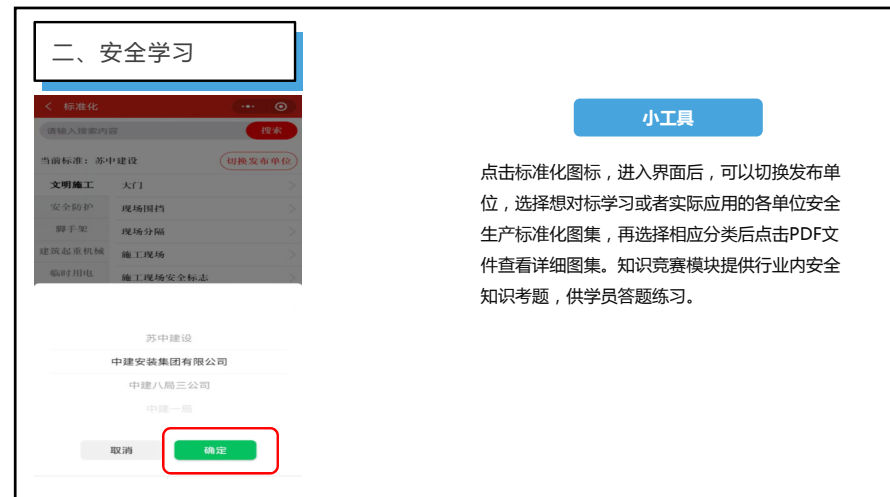 二、安全学习
标准化
请输入搜索内容
搜索
当前标准：苏中建设
切换发布单位
文明施工
大门
安全防护
现场围挡
脚手架
现场分隔
建筑起重机械
施工现场
临时用电
施工现场安全标志
苏中建设
中建安装集团有限公司
中建八局三公司
中建一局
取消
确定
小工具
点击标准化图标，进入界面后，可以切换发布单
位，选择想对标学习或者实际应用的各单位安全
生产标准化图集，再选择相应分类后点击PDF文
件查看详细图集。知识竞赛模块提供行业内安全
知识考题，供学员答题练习。